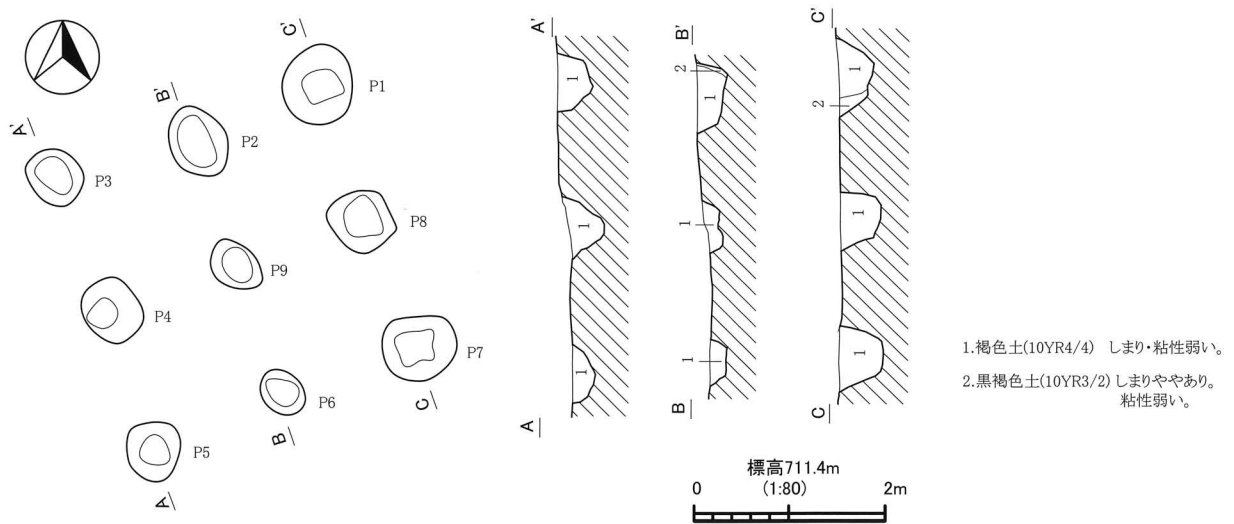 C'
P1
B'
P2
A'
P3
P8
P9
P4
P7
C
P6
B
P5
A
A'
1
1
1
A
B'
2
1
1
1
B
C'
1
2
1
1
C
1.褐色土(10YR4/4) しまり・粘性弱い。
2.黒褐色土(10YR3/2) しまりややあり。
粘性弱い。
標高711.4m
0 (1:80) 2m